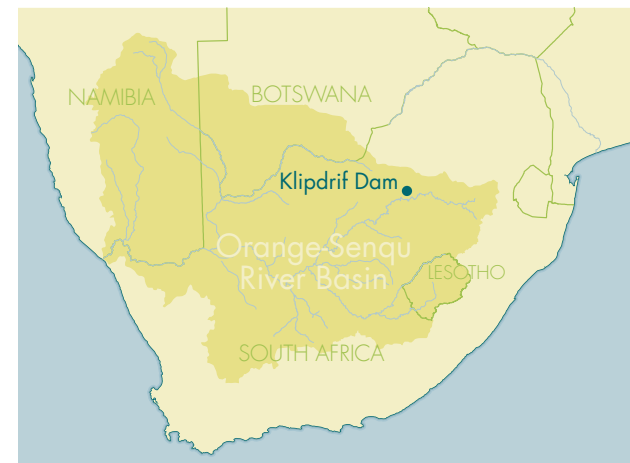 NAMIBIA
BOTSWANA
Klipdrif Dam
Orange-Senqu
River Basin
LESOTHO
SOUTH AFRICA